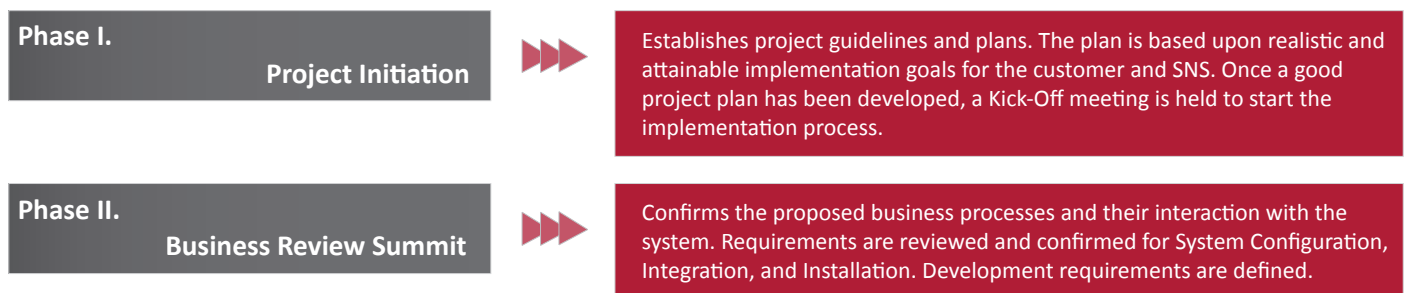 Phase I.
Project Initiation
Establishes project guidelines and plans. The plan is based upon realistic and
attainable implementation goals for the customer and SNS. Once a good
project plan has been developed, a Kick-Off meeting is held to start the
implementation process.
Phase II.
Business Review Summit
Confirms the proposed business processes and their interaction with the
system. Requirements are reviewed and confirmed for System Configuration,
Integration, and Installation. Development requirements are defined.